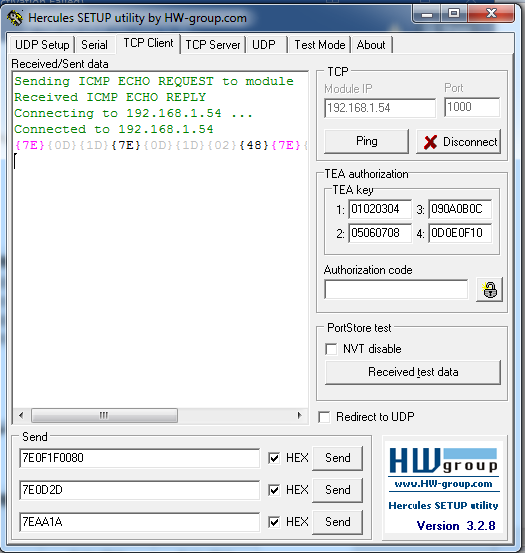 Hercules SETUP utility by HW-group.com
UDP Setup Serial TCP Client TCP Server UDP Test Mode About
Received/Sent data
Sending ICMP ECHO REQUEST to module
Received ICMP ECHO REPLY
Connecting to 192.168.1.54 ...
Connected to 192.168.1.54
{7E}{0D}{1D}{7E}{0D}{1D}{02}{48}{7E}{
TCP
Module IP Port
192.168.1.54 1000
Ping Disconnect
TEA authorization
TEA key
1: 01020304 3: 090A0B0C
2: 05060708 4: 0D0E0F10
Authorization code
PortStore test
NVT disable
Received test data
Redirect to UDP
Send
7E0F1F0080 HEX Send
7E0D2D HEX Send
7EAA1A HEX Send
HW group
www.HW-group.com
Hercules SETUP utility
Version 3.2.8